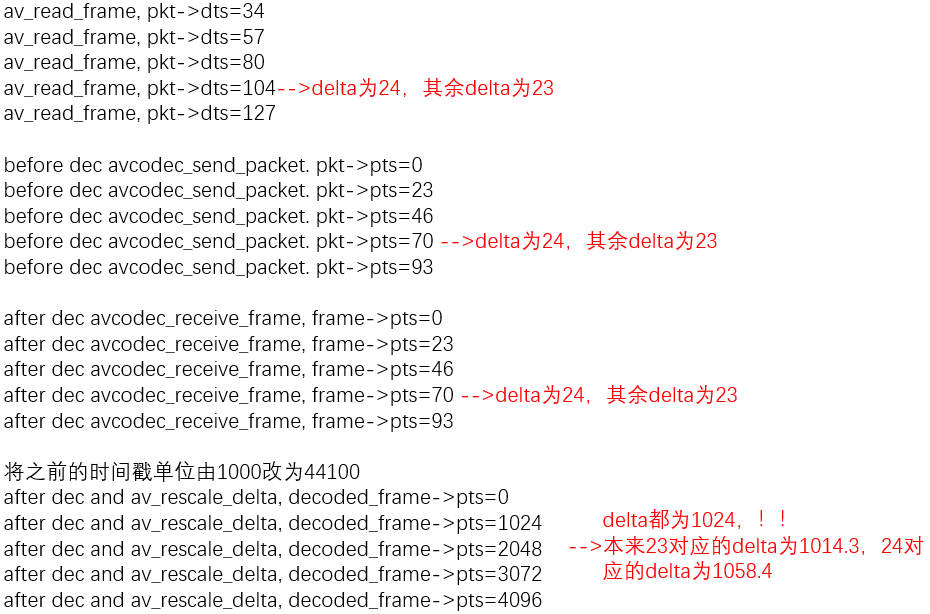 av_read_frame, pkt->dts=34
av_read_frame, pkt->dts=57
av_read_frame, pkt->dts=80
av_read_frame, pkt->dts=104-->delta为24，其余delta为23
av_read_frame, pkt->dts=127
before dec avcodec_send_packet. pkt->pts=0
before dec avcodec_send_packet. pkt->pts=23
before dec avcodec_send_packet. pkt->pts=46
before dec avcodec_send_packet. pkt->pts=70 -->delta为24，其余delta为23
before dec avcodec_send_packet. pkt->pts=93
after dec avcodec_receive_frame, frame->pts=0
after dec avcodec_receive_frame, frame->pts=23
after dec avcodec_receive_frame, frame->pts=46
after dec avcodec_receive_frame, frame->pts=70 -->delta为24，其余delta为23
after dec avcodec_receive_frame, frame->pts=93
将之前的时间戳单位由1000改为44100
after dec and av_rescale_delta, decoded_frame->pts=0
after dec and av_rescale_delta, decoded_frame->pts=1024
after dec and av_rescale_delta, decoded_frame->pts=2048
after dec and av_rescale_delta, decoded_frame->pts=3072
after dec and av_rescale_delta, decoded_frame->pts=4096
delta都为1024，！！
-->本来23对应的delta为1014.3，24对
应的delta为1058.4